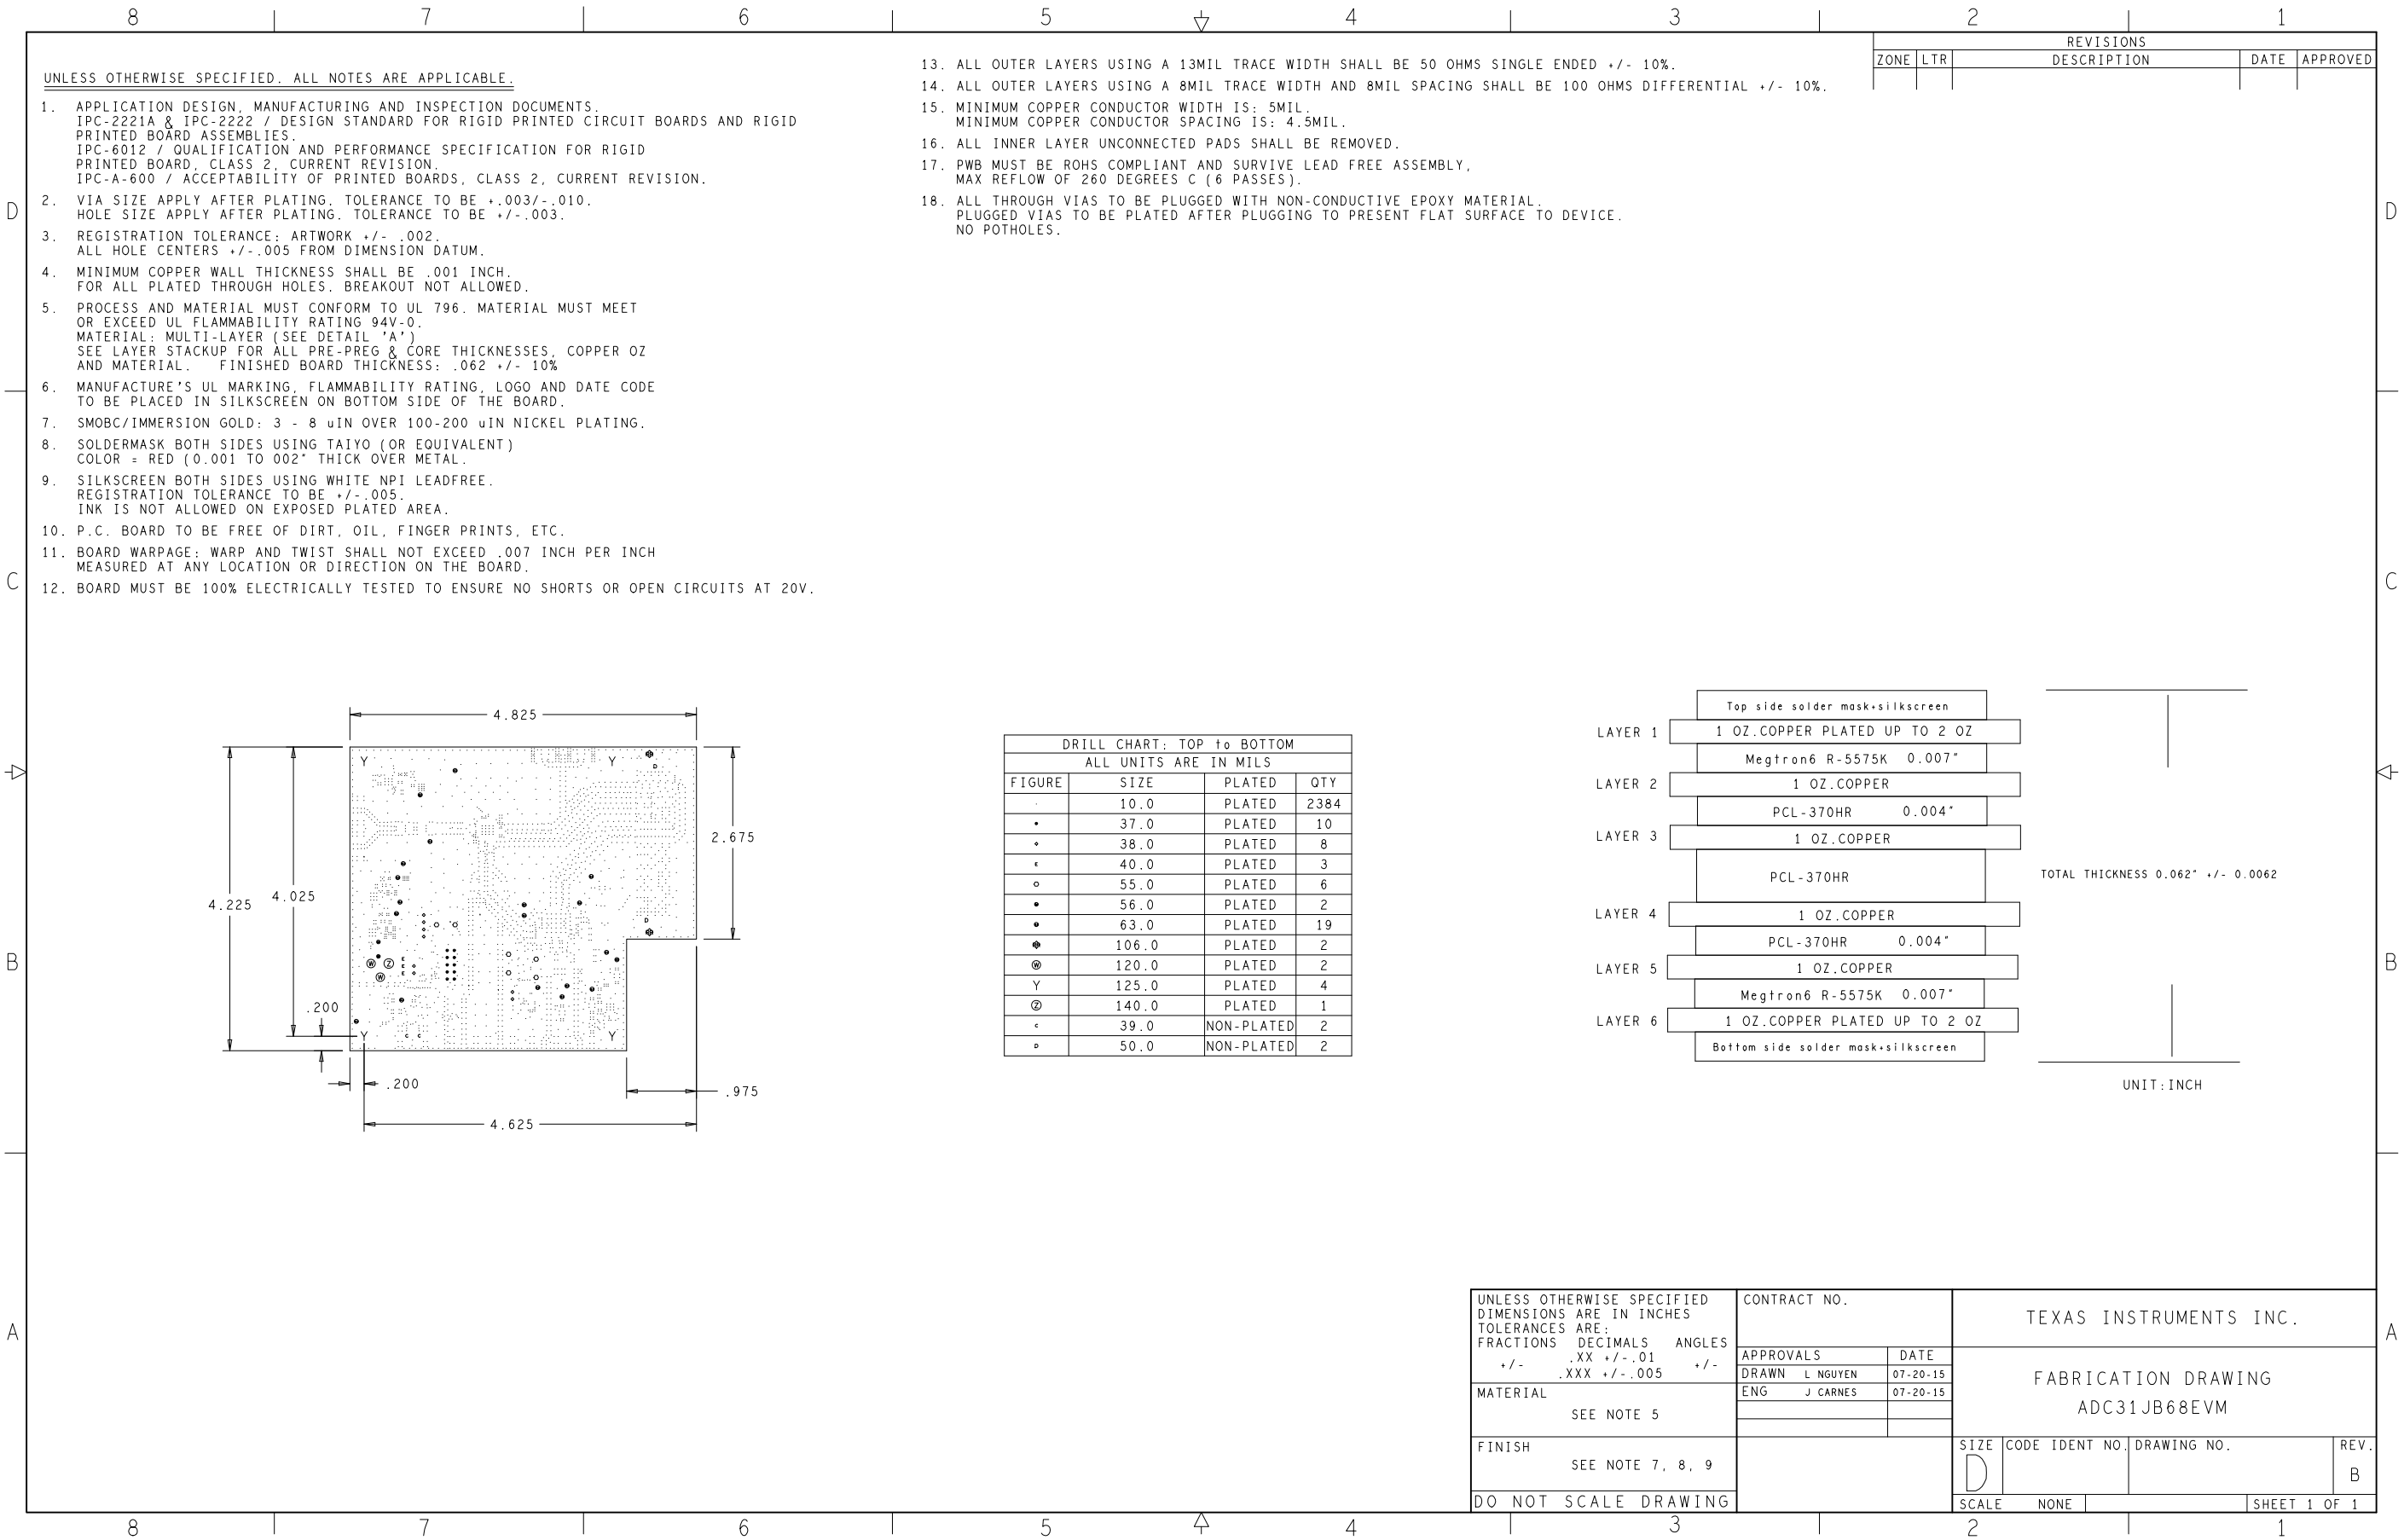 8 7 6 5 4 3 2 1
UNLESS OTHERWISE SPECIFIED. ALL NOTES ARE APPLICABLE.
1. APPLICATION DESIGN, MANUFACTURING AND INSPECTION DOCUMENTS.
IPC-2221A & IPC-2222 / DESIGN STANDARD FOR RIGID PRINTED CIRCUIT BOARDS AND RIGID
PRINTED BOARD ASSEMBLIES.
IPC-6012 / QUALIFICATION AND PERFORMANCE SPECIFICATION FOR RIGID
PRINTED BOARD, CLASS 2, CURRENT REVISION.
IPC-A-600 / ACCEPTABILITY OF PRINTED BOARDS, CLASS 2, CURRENT REVISION.
2. VIA SIZE APPLY AFTER PLATING, TOLERANCE TO BE +.003/-.010.
HOLE SIZE APPLY AFTER PLATING. TOLERANCE TO BE +/-.003.
3. REGISTRATION TOLERANCE: ARTWORK +/- .002.
ALL HOLE CENTERS +/-.005 FROM DIMENSION DATUM.
4. MINIMUM COPPER WALL THICKNESS SHALL BE .001 INCH.
FOR ALL PLATED THROUGH HOLES. BREAKOUT NOT ALLOWED.
5. PROCESS AND MATERIAL MUST CONFORM TO UL 796. MATERIAL MUST MEET
OR EXCEED UL FLAMMABILITY RATING 94V-0.
MATERIAL: MULTI-LAYER (SEE DETAIL 'A')
SEE LAYER STACKUP FOR ALL PRE-PREG & CORE THICKNESSES, COPPER OZ
AND MATERIAL. FINISHED BOARD THICKNESS: .062 +/- 10%
6. MANUFACTURE'S UL MARKING, FLAMMABILITY RATING, LOGO AND DATE CODE
TO BE PLACED IN SILKSCREEN ON BOTTOM SIDE OF THE BOARD.
7. SMOBC/IMMERSION GOLD: 3 - 8 uIN OVER 100-200 uIN NICKEL PLATING.
8. SOLDERMASK BOTH SIDES USING TAIYO (OR EQUIVALENT)
COLOR = RED (0.001 TO 002" THICK OVER METAL.
9. SILKSCREEN BOTH SIDES USING WHITE NPI LEADFREE.
REGISTRATION TOLERANCE TO BE +/-.005.
INK IS NOT ALLOWED ON EXPOSED PLATED AREA.
10. P.C. BOARD TO BE FREE OF DIRT, OIL, FINGER PRINTS, ETC.
11. BOARD WARPAGE: WARP AND TWIST SHALL NOT EXCEED .007 INCH PER INCH
MEASURED AT ANY LOCATION OR DIRECTION ON THE BOARD.
12. BOARD MUST BE 100% ELECTRICALLY TESTED TO ENSURE NO SHORTS OR OPEN CIRCUITS AT 20V.
13. ALL OUTER LAYERS USING A 13MIL TRACE WIDTH SHALL BE 50 OHMS SINGLE ENDED +/- 10%.
14. ALL OUTER LAYERS USING A 8MIL TRACE WIDTH AND 8MIL SPACING SHALL BE 100 OHMS DIFFERENTIAL +/- 10%.
15. MINIMUM COPPER CONDUCTOR WIDTH IS: 5MIL.
MINIMUM COPPER CONDUCTOR SPACING IS: 4.5MIL.
16. ALL INNER LAYER UNCONNECTED PADS SHALL BE REMOVED.
17. PWB MUST BE ROHS COMPLIANT AND SURVIVE LEAD FREE ASSEMBLY,
MAX REFLOW OF 260 DEGREES C (6 PASSES).
18. ALL THROUGH VIAS TO BE PLUGGED WITH NON-CONDUCTIVE EPOXY MATERIAL.
PLUGGED VIAS TO BE PLATED AFTER PLUGGING TO PRESENT FLAT SURFACE TO DEVICE.
NO POTHOLES.
REVISIONS
ZONE LTR DESCRIPTION DATE APPROVED
D D
C C
B B
A A
4.825
4.225
4.025
2.675
.200
.200
.975
4.625
Y Y
D
D
W Z
W
Y Y
DRILL CHART: TOP to BOTTOM
ALL UNITS ARE IN MILS
FIGURE SIZE PLATED QTY
10.0 PLATED 2384
37.0 PLATED 10
38.0 PLATED 8
E 40.0 PLATED 3
55.0 PLATED 6
56.0 PLATED 2
63.0 PLATED 19
106.0 PLATED 2
W 120.0 PLATED 2
Y 125.0 PLATED 4
Z 140.0 PLATED 1
C 39.0 NON-PLATED 2
D 50.0 NON-PLATED 2
Top side solder mask+silkscreen
LAYER 1 1 OZ.COPPER PLATED UP TO 2 OZ
Megtron6 R-5575K 0.007"
LAYER 2 1 OZ.COPPER
PCL-370HR 0.004"
LAYER 3 1 OZ.COPPER
PCL-370HR
LAYER 4 1 OZ.COPPER
PCL-370HR 0.004"
LAYER 5 1 OZ.COPPER
Megtron6 R-5575K 0.007"
LAYER 6 1 OZ.COPPER PLATED UP TO 2 OZ
Bottom side solder mask+silkscreen
TOTAL THICKNESS 0.062" +/- 0.0062
UNIT:INCH
UNLESS OTHERWISE SPECIFIED
DIMENSIONS ARE IN INCHES
TOLERANCES ARE:
FRACTIONS DECIMALS ANGLES
+/- .XX +/-.01 +/-
.XXX +/-.005
MATERIAL
SEE NOTE 5
FINISH
SEE NOTE 7, 8, 9
DO NOT SCALE DRAWING
CONTRACT NO.
APPROVALS DATE
DRAWN L NGUYEN 07-20-15
ENG J CARNES 07-20-15
TEXAS INSTRUMENTS INC.
FABRICATION DRAWING
ADC31JB68EVM
SIZE CODE IDENT NO. DRAWING NO. REV.
D B
SCALE NONE SHEET 1 OF 1
8 7 6 5 4 3 2 1